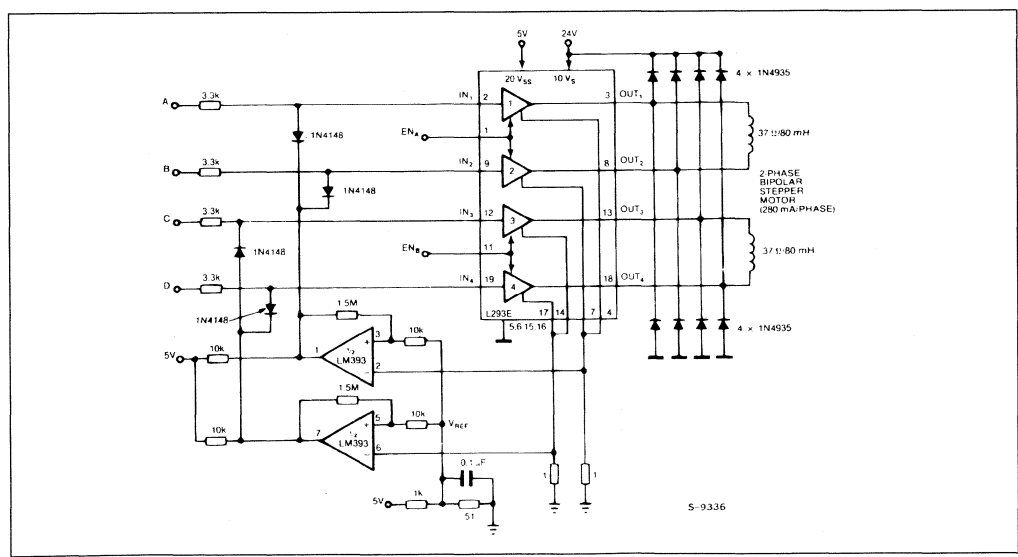 5V 24V
20 VSS 10 VS
4 × 1N4935
A 3.3k IN1 2 1 3 OUT1
1N4148
ENA 1
37 Ω/80 mH
B 3.3k IN2 9 2 8 OUT2
1N4148
2-PHASE
BIPOLAR
STEPPER
MOTOR
(280 mA/PHASE)
C 3.3k IN3 12 3 13 OUT3
1N4148
ENB 11
37 Ω/80 mH
D 3.3k IN4 19 4 18 OUT4
1N4148
L293E 17 14 7 4
5.6 15.16
4 × 1N4935
1.5M
5V 10k 1 ½ LM393 + 3 10k
− 2
1.5M
10k 7 ½ LM393 + 5 10k VREF
− 6
0.1µF
5V 1k 51
1 1
S-9336